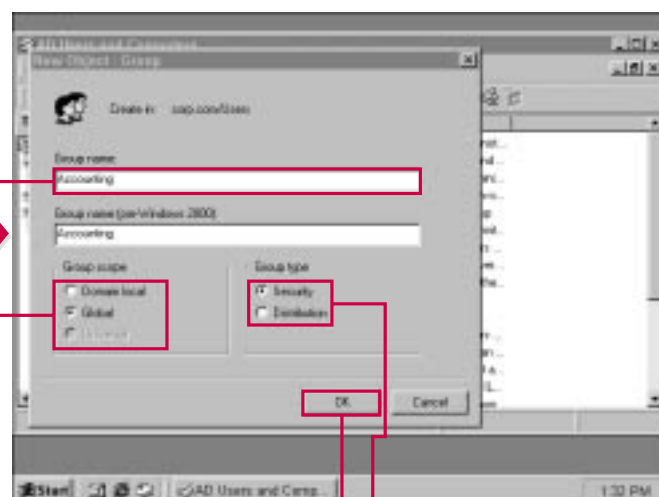 AD Users and Computers
New Object - Group
Create in: corp.com/Users
Group name:
Accounting
Group name (pre-Windows 2000):
Accounting
Group scope
Domain local
Global
Universal
Group type
Security
Distribution
OK
Cancel
Start
AD Users and Comp...
1:32 PM